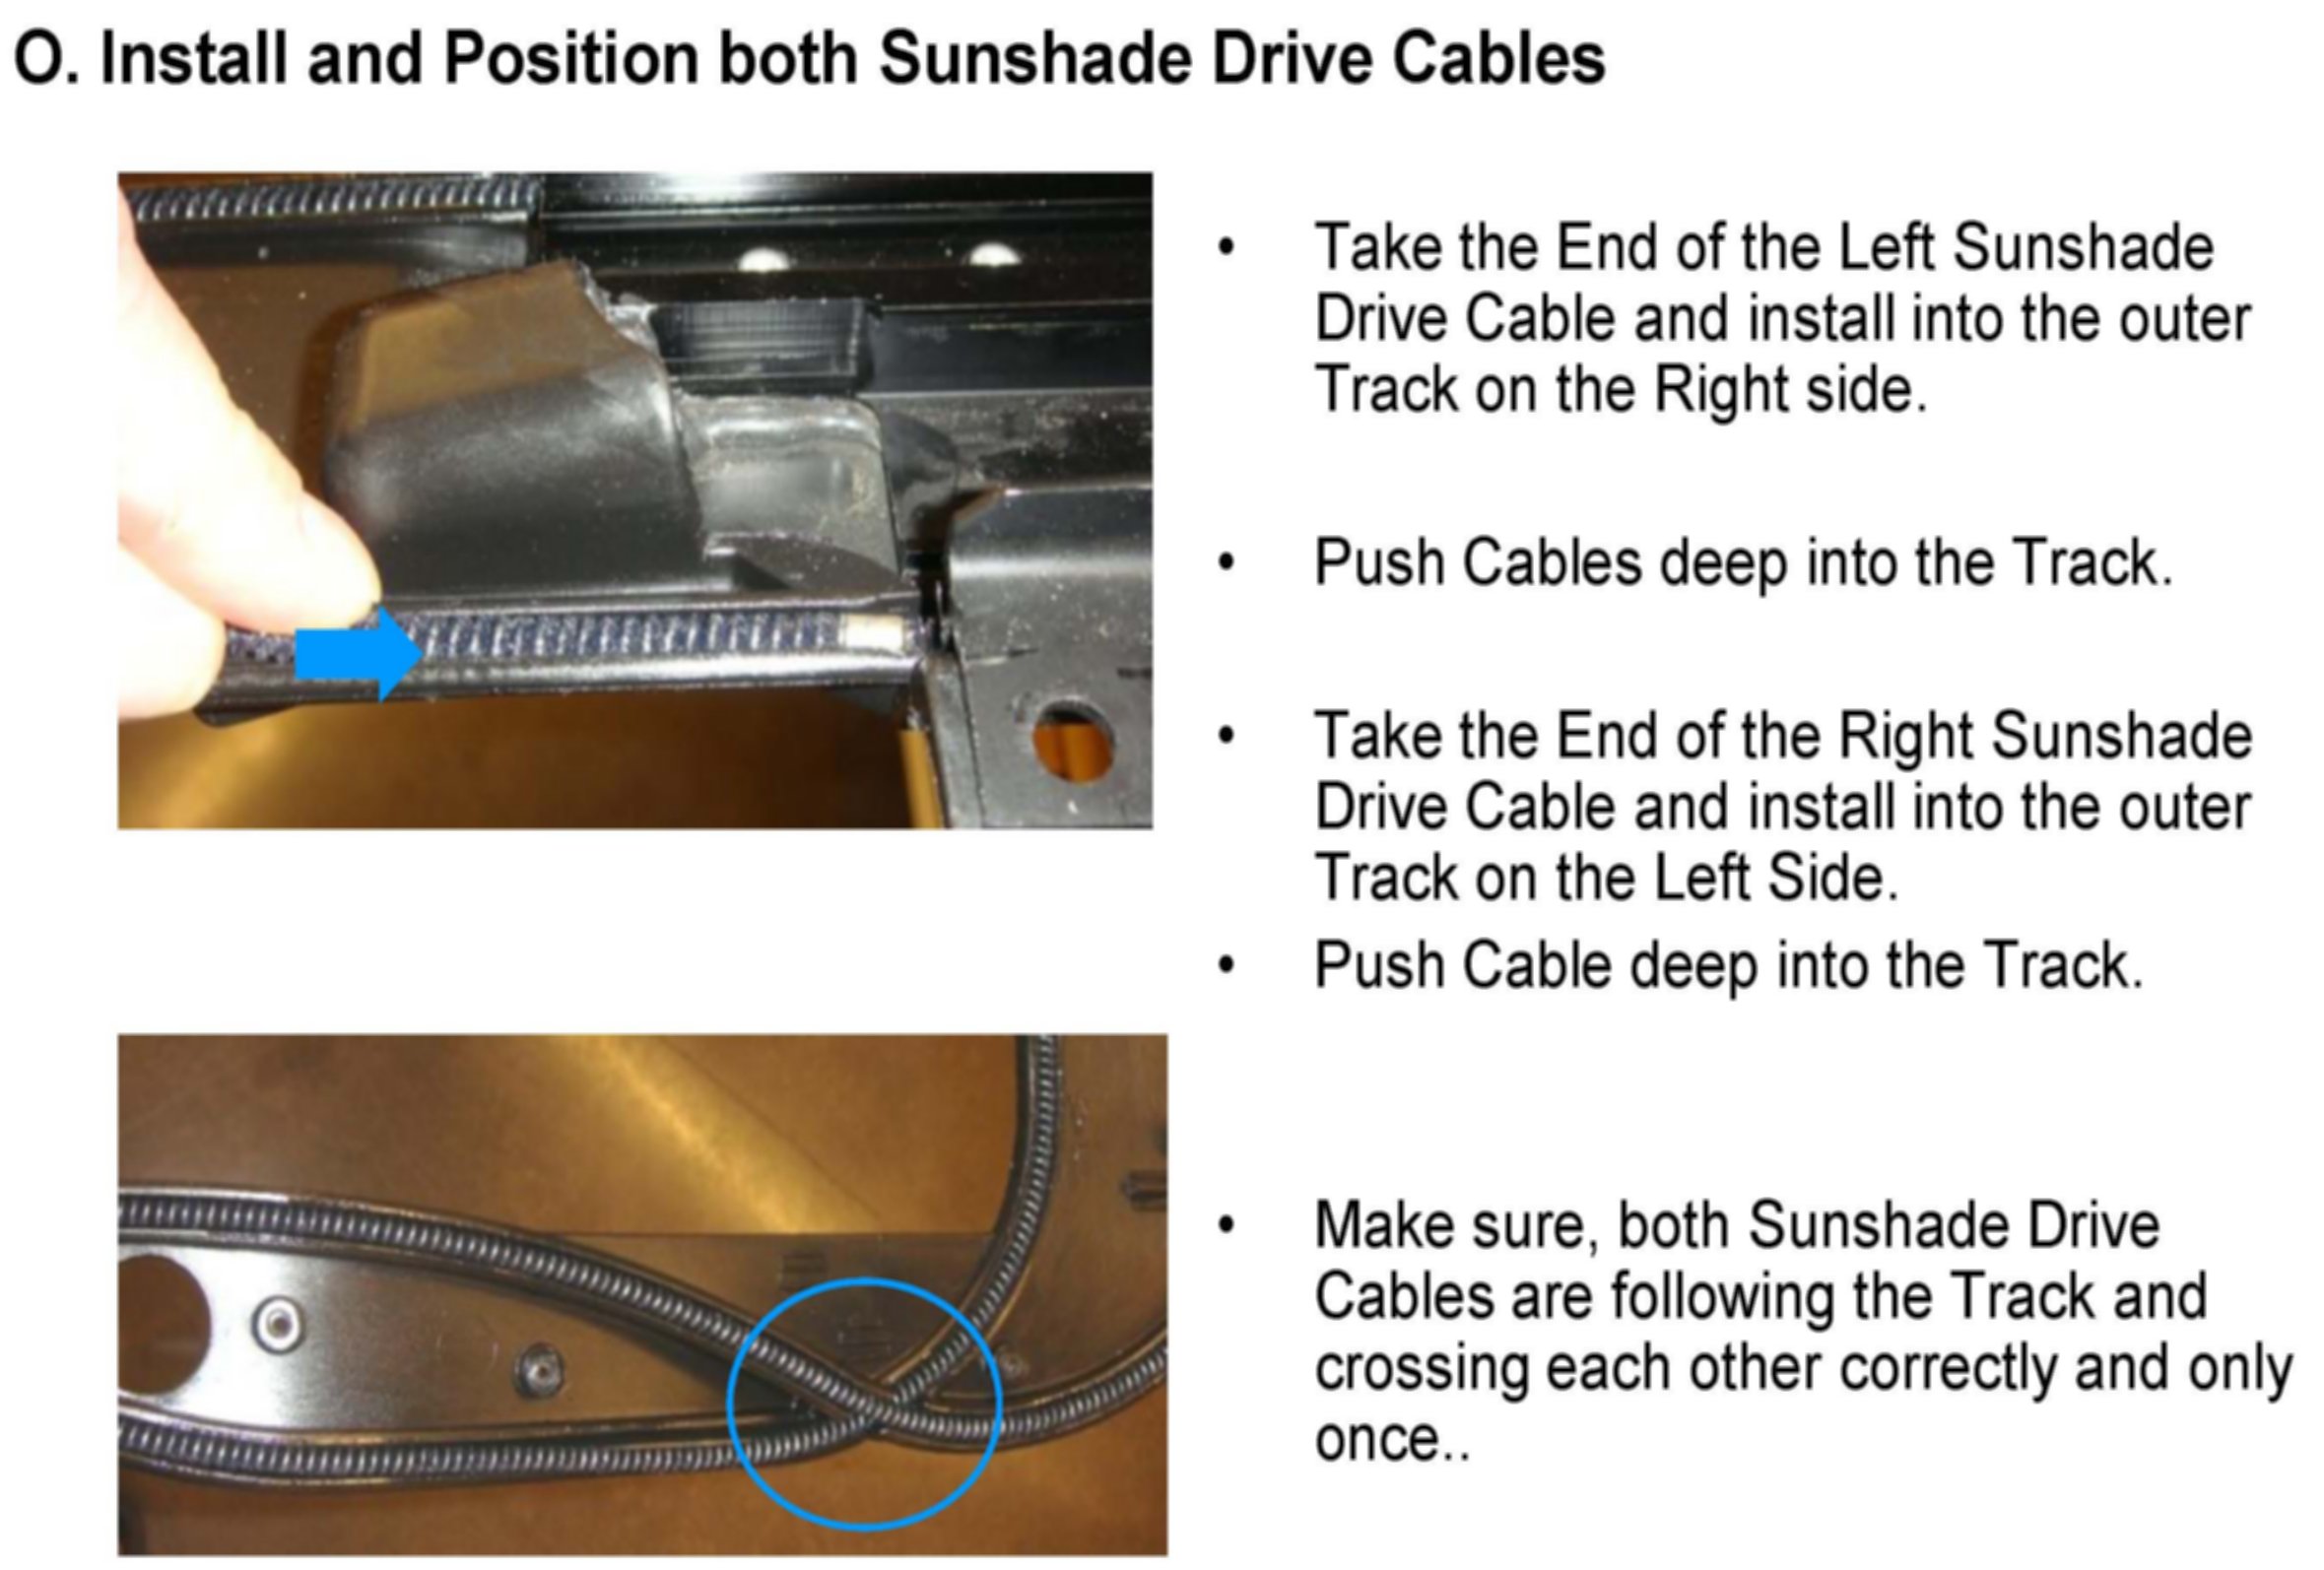 O. Install and Position both Sunshade Drive Cables
• Take the End of the Left Sunshade
Drive Cable and install into the outer
Track on the Right side.
• Push Cables deep into the Track.
• Take the End of the Right Sunshade
Drive Cable and install into the outer
Track on the Left Side.
• Push Cable deep into the Track.
• Make sure, both Sunshade Drive
Cables are following the Track and
crossing each other correctly and only
once..